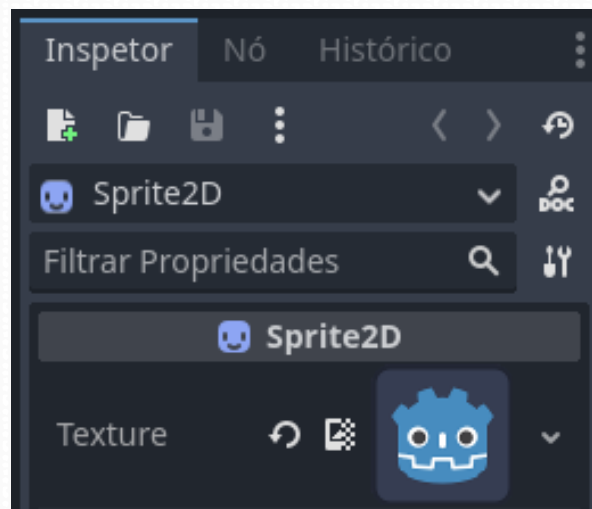 Inspetor Nó Histórico
Sprite2D
DOC
Filtrar Propriedades
Sprite2D
Texture